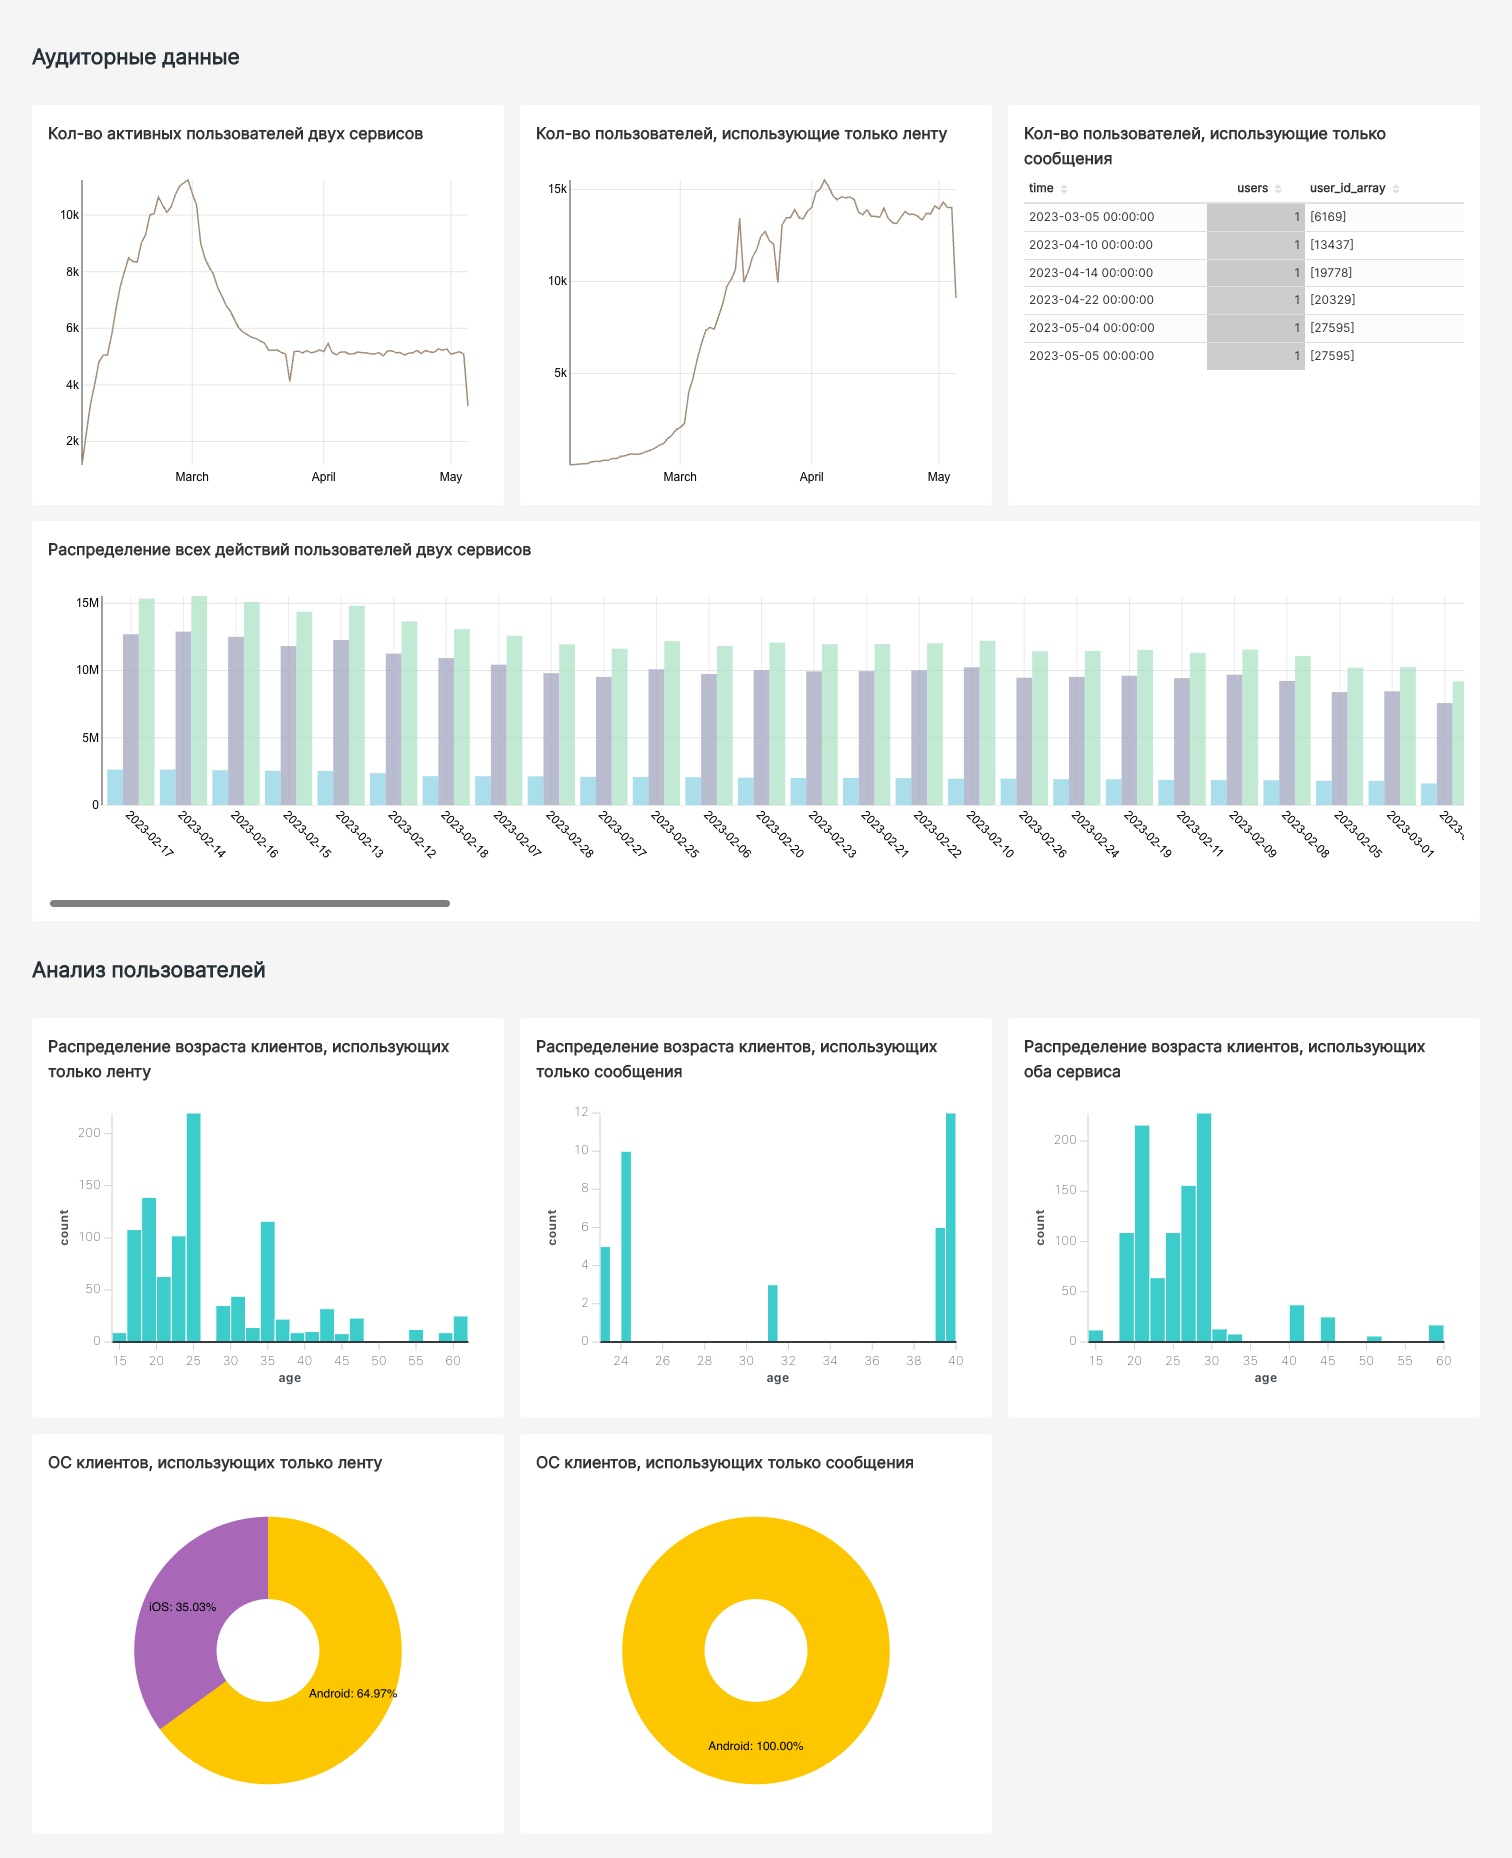 Аудиторные данные
Кол-во активных пользователей двух сервисов
10k
8k
6k
4k
2k
March April May
Кол-во пользователей, использующие только ленту
15k
10k
5k
March April May
Кол-во пользователей, использующие только
сообщения
time users user_id_array
2023-03-05 00:00:00 1 [6169]
2023-04-10 00:00:00 1 [13437]
2023-04-14 00:00:00 1 [19778]
2023-04-22 00:00:00 1 [20329]
2023-05-04 00:00:00 1 [27595]
2023-05-05 00:00:00 1 [27595]
Распределение всех действий пользователей двух сервисов
15M
10M
5M
0
2023-02-17 2023-02-14 2023-02-16 2023-02-15 2023-02-13 2023-02-12 2023-02-18 2023-02-07 2023-02-28 2023-02-27 2023-02-25 2023-02-06 2023-02-20 2023-02-23 2023-02-21 2023-02-22 2023-02-10 2023-02-26 2023-02-24 2023-02-19 2023-02-11 2023-02-09 2023-02-08 2023-02-05 2023-03-01
Анализ пользователей
Распределение возраста клиентов, использующих
только ленту
200
150
100
50
0
count
15 20 25 30 35 40 45 50 55 60
age
Распределение возраста клиентов, использующих
только сообщения
12
10
8
6
4
2
0
count
24 26 28 30 32 34 36 38 40
age
Распределение возраста клиентов, использующих
оба сервиса
200
150
100
50
0
count
15 20 25 30 35 40 45 50 55 60
age
ОС клиентов, использующих только ленту
iOS: 35.03%
Android: 64.97%
ОС клиентов, использующих только сообщения
Android: 100.00%